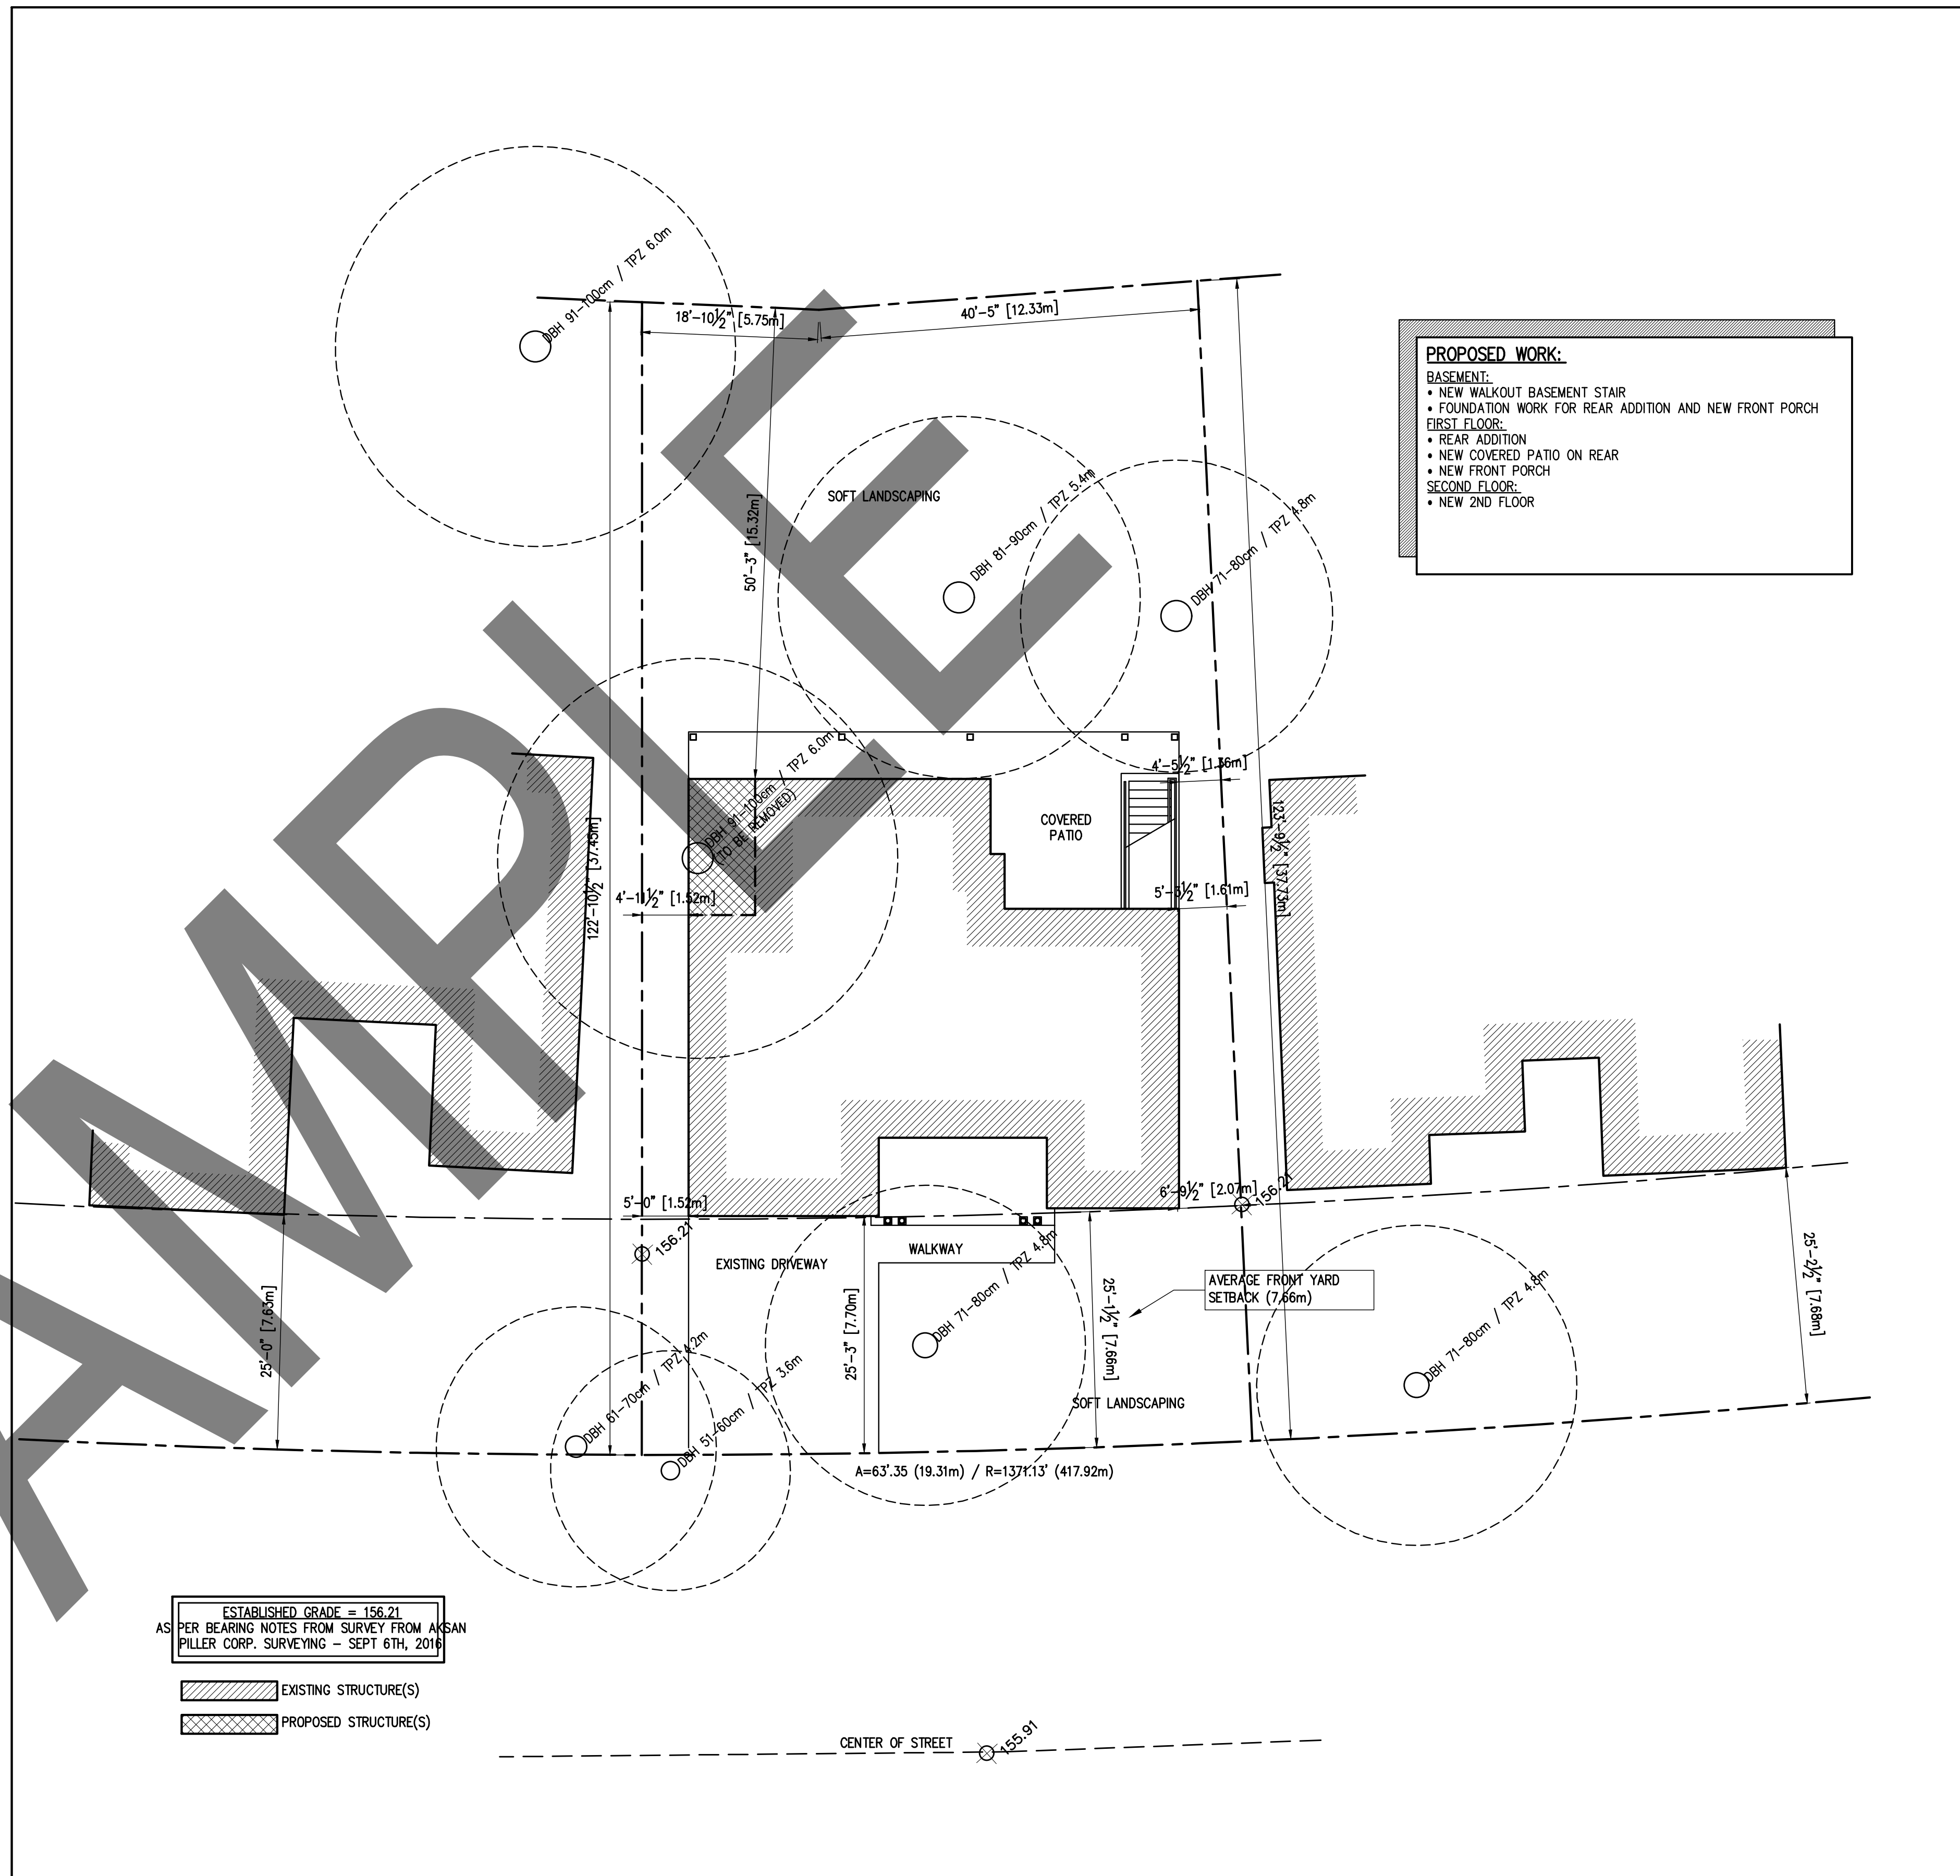 DBH 91-100cm / TPZ 6.0m
18'-10½" [5.75m]
40'-5" [12.33m]
PROPOSED WORK:
BASEMENT:
• NEW WALKOUT BASEMENT STAIR
• FOUNDATION WORK FOR REAR ADDITION AND NEW FRONT PORCH
FIRST FLOOR:
• REAR ADDITION
• NEW COVERED PATIO ON REAR
• NEW FRONT PORCH
SECOND FLOOR:
• NEW 2ND FLOOR
SOFT LANDSCAPING
50'-3" [15.32m]
DBH 81-90cm / TPZ 5.4m
DBH 71-80cm / TPZ 4.8m
DBH 91-100cm / TPZ 6.0m
(TO BE REMOVED)
4'-5½" [1.36m]
COVERED
PATIO
122'-10½" [37.45m]
123'-9½" [37.73m]
4'-11½" [1.52m]
5'-3½" [1.61m]
5'-0" [1.52m]
6'-9½" [2.07m]
156.21
156.21
EXISTING DRIVEWAY
WALKWAY
AVERAGE FRONT YARD
SETBACK (7.66m)
25'-0" [7.63m]
25'-3" [7.70m]
25'-1½" [7.66m]
25'-2½" [7.68m]
DBH 61-70cm / TPZ 4.2m
DBH 51-60cm / TPZ 3.6m
DBH 71-80cm / TPZ 4.8m
DBH 71-80cm / TPZ 4.8m
SOFT LANDSCAPING
A=63'.35 (19.31m) / R=1371.13' (417.92m)
ESTABLISHED GRADE = 156.21
AS PER BEARING NOTES FROM SURVEY FROM AKSAN
PILLER CORP. SURVEYING - SEPT 6TH, 2016
EXISTING STRUCTURE(S)
PROPOSED STRUCTURE(S)
CENTER OF STREET
155.91
AMPLE